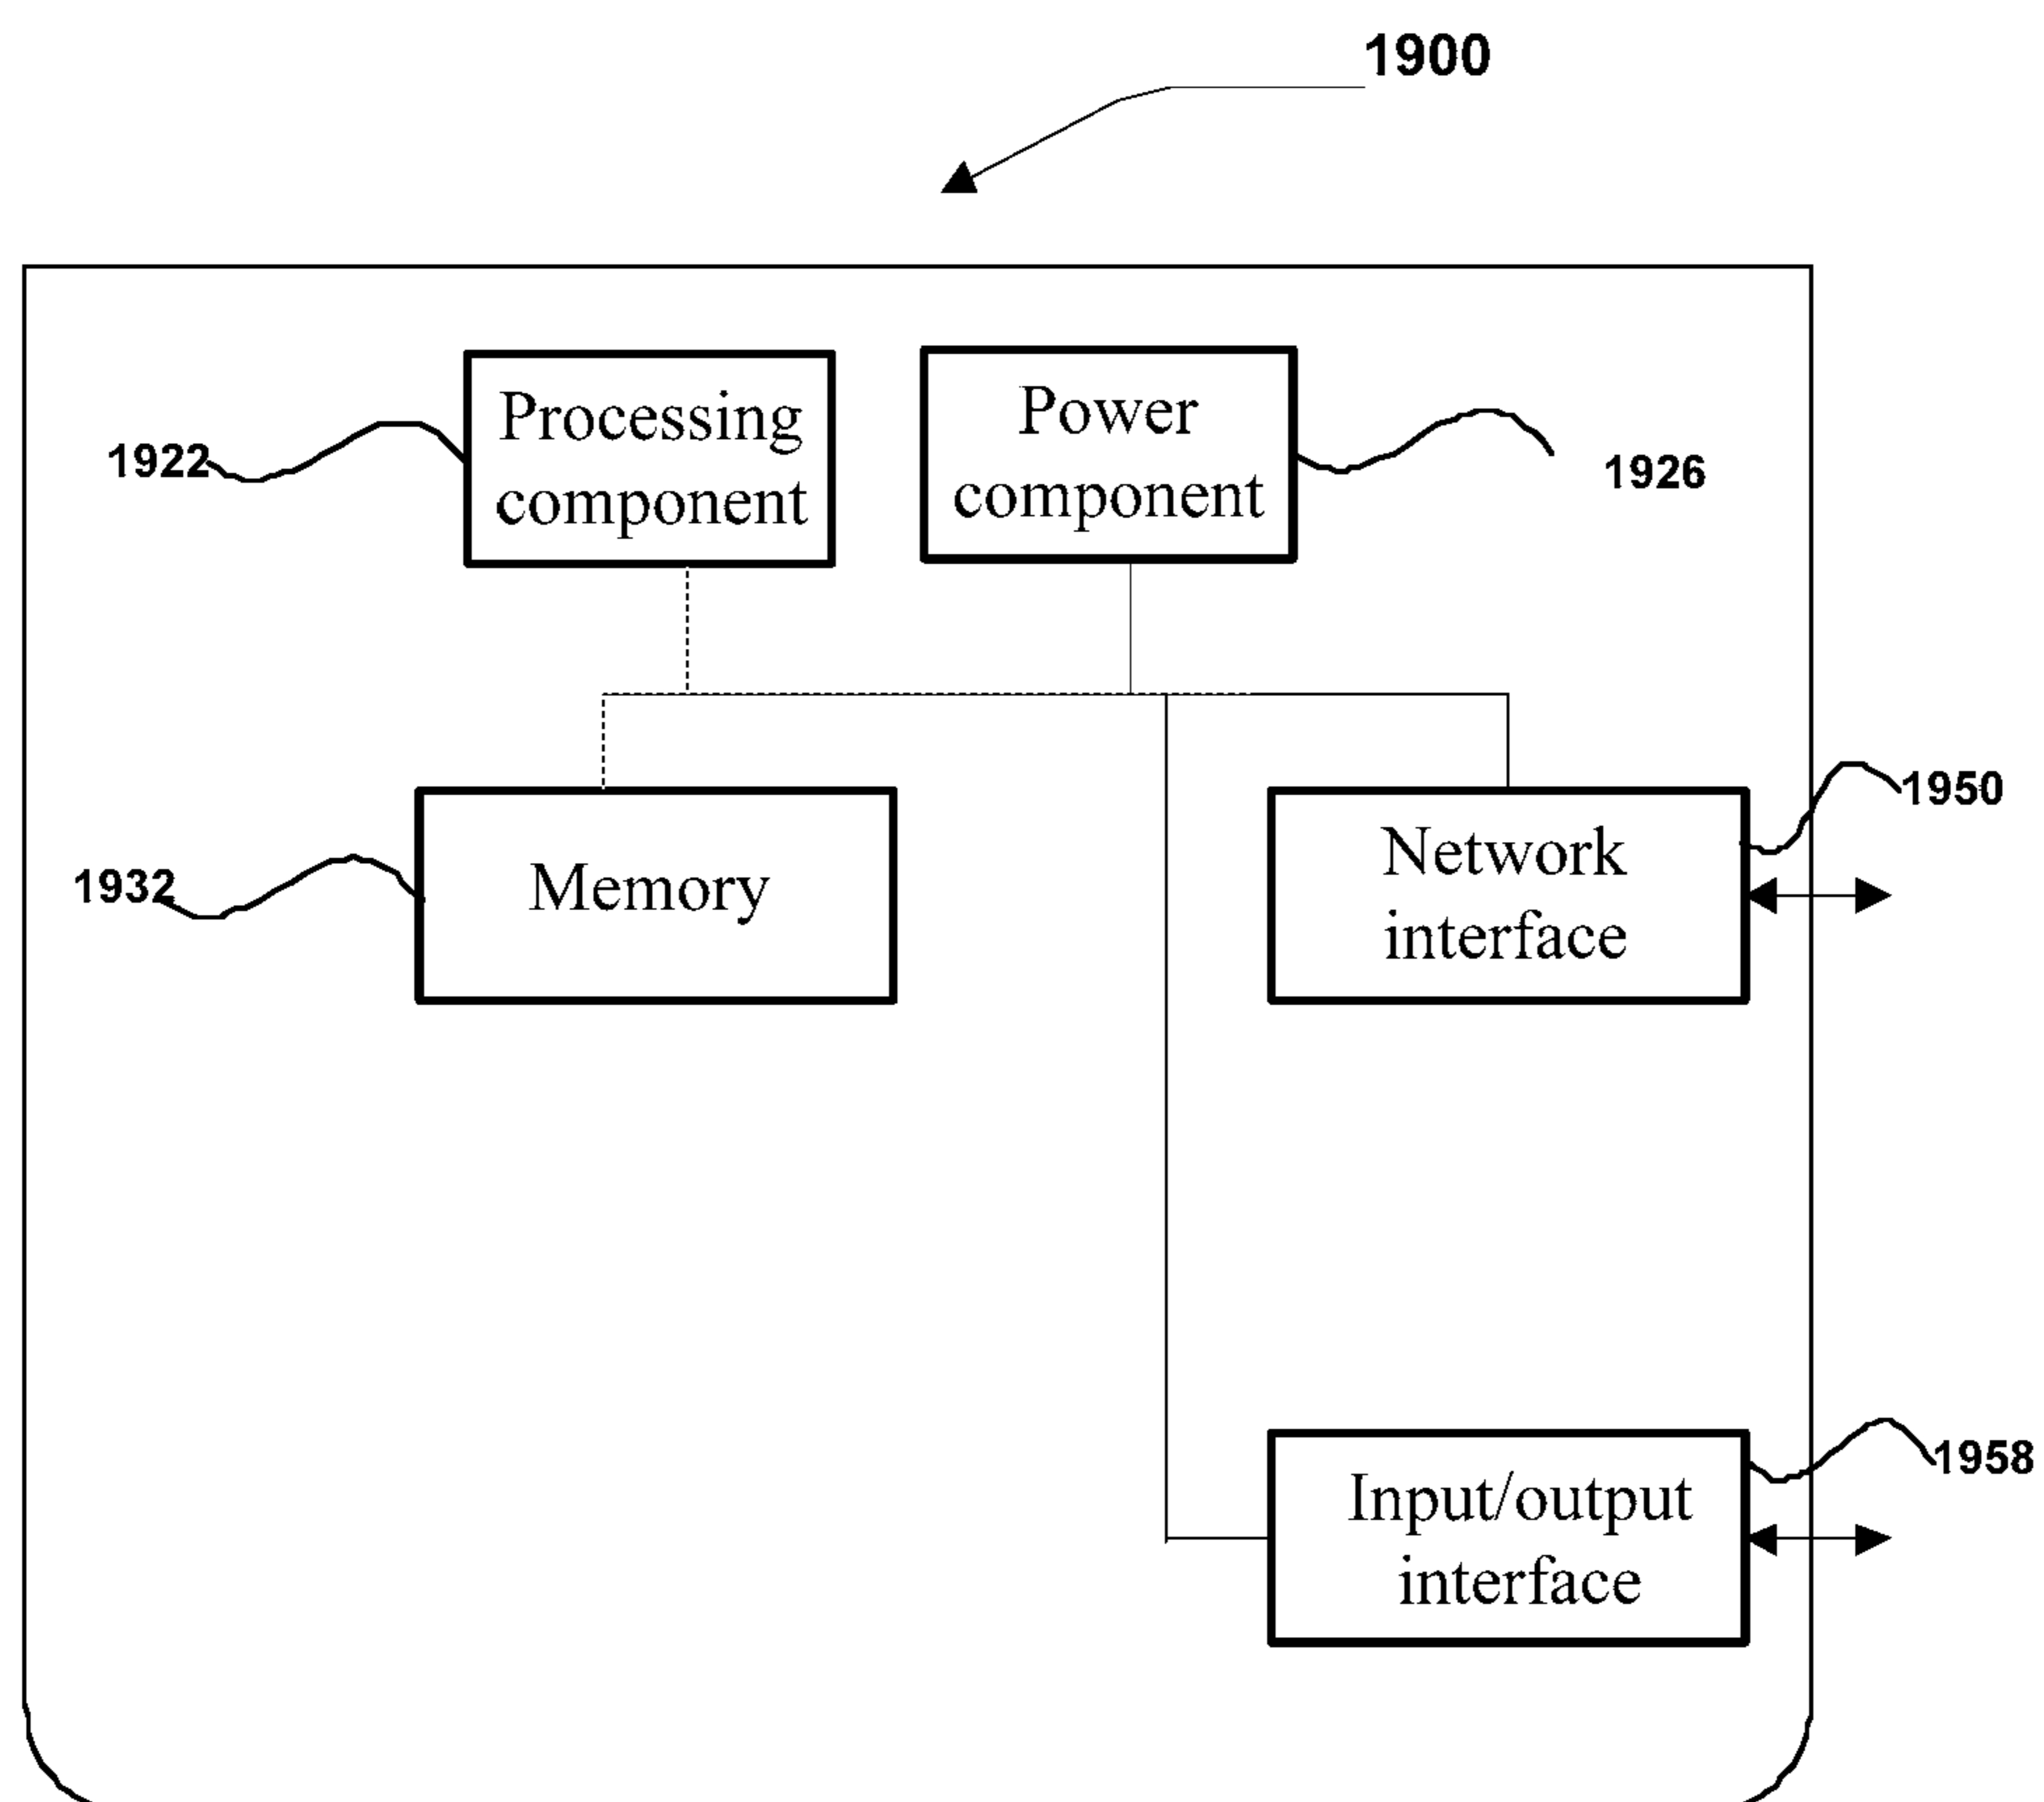 1900
Processing
component
Power
component
1922
1926
Memory
1932
Network
interface
1950
Input/output
interface
1958